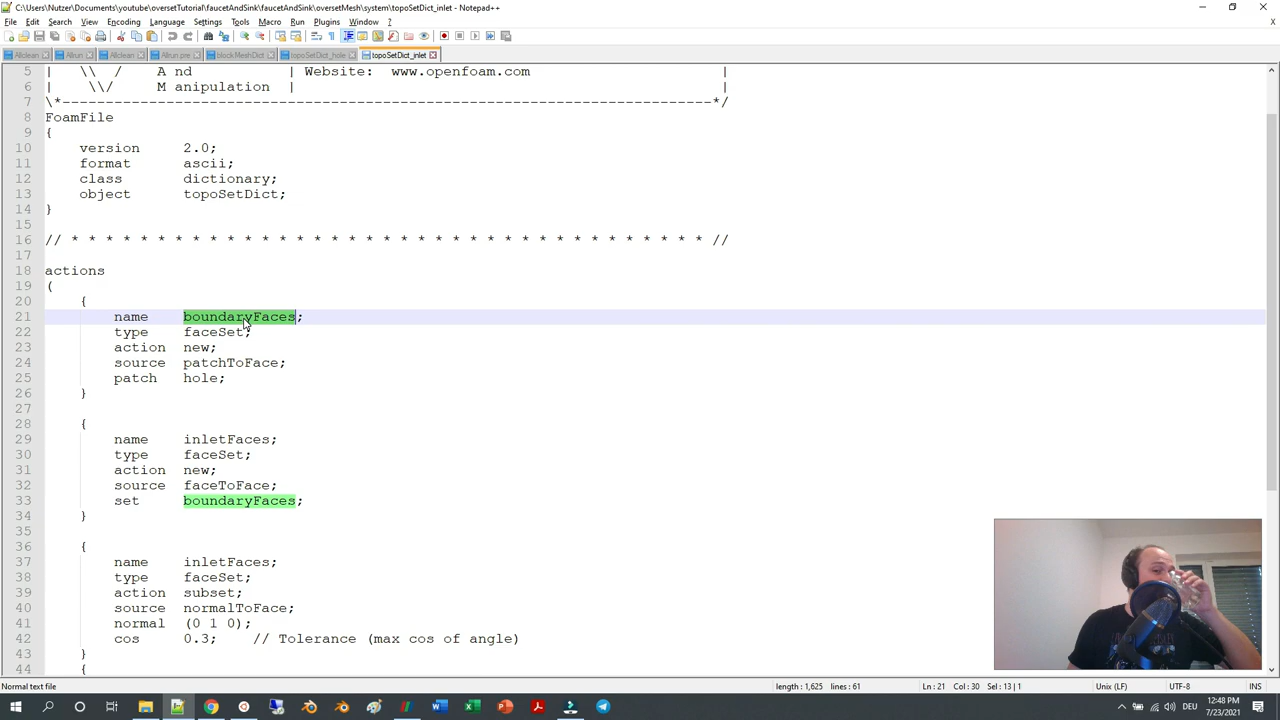 C:\Users\Nutzer\Documents\youtube\oversetTutorial\faucetAndSink\faucetAndSink\oversetMesh\system\topoSetDict_inlet - Notepad++
File Edit Search View Encoding Language Settings Tools Macro Run Plugins Window ?
Allclean Allrun Allclean Allrun.pre blockMeshDict topoSetDict_hole topoSetDict_inlet
5 | \\ / A nd | Website: www.openfoam.com |
6 | \\/ M anipulation | |
7 \*---------------------------------------------------------------------------*/
8 FoamFile
9 {
10 version 2.0;
11 format ascii;
12 class dictionary;
13 object topoSetDict;
14 }
15
16 // * * * * * * * * * * * * * * * * * * * * * * * * * * * * * * * * * * * * * //
17
18 actions
19 (
20 {
21 name boundaryFaces;
22 type faceSet;
23 action new;
24 source patchToFace;
25 patch hole;
26 }
27
28 {
29 name inletFaces;
30 type faceSet;
31 action new;
32 source faceToFace;
33 set boundaryFaces;
34 }
35
36 {
37 name inletFaces;
38 type faceSet;
39 action subset;
40 source normalToFace;
41 normal (0 1 0);
42 cos 0.3; // Tolerance (max cos of angle)
43 }
44 {
Normal text file length : 1,625 lines : 61 Ln : 21 Col : 30 Sel : 13 | 1 Unix (LF) UTF-8 INS
DEU 12:48 PM
7/23/2021